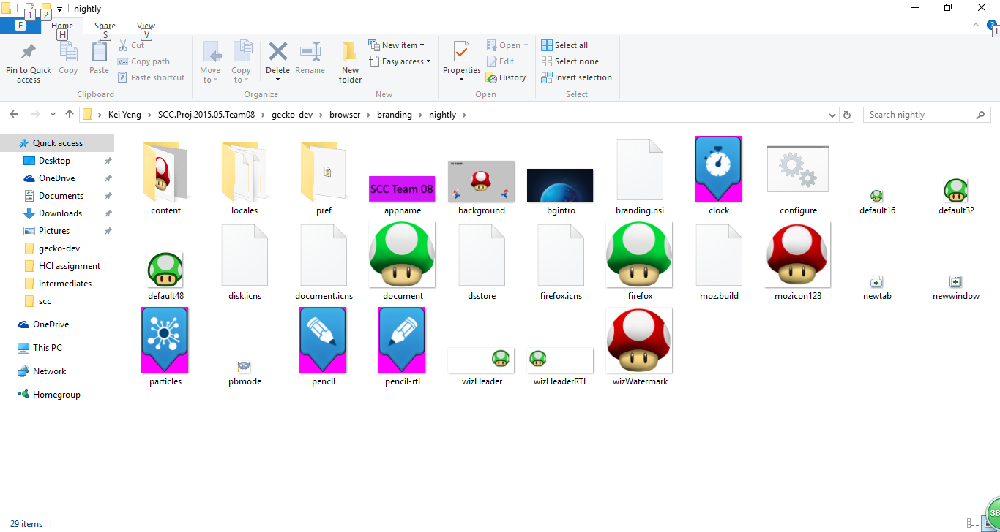 nightly
1 2
F Home Share View
H S V E
Pin to Quick access
Copy
Paste
Cut
Copy path
Paste shortcut
Clipboard
Move to
Copy to
Delete
Rename
Organize
New folder
New item
Easy access
New
Properties
Open
Edit
History
Open
Select all
Select none
Invert selection
Select
Kei Yeng > SCC.Proj.2015.05.Team08 > gecko-dev > browser > branding > nightly >
Search nightly
Quick access
Desktop
OneDrive
Documents
Downloads
Pictures
gecko-dev
HCI assignment
intermediates
scc
OneDrive
This PC
Network
Homegroup
SCC Team 08
content locales pref appname background bgintro branding.nsi clock configure default16 default32
default48 disk.icns document.icns document dsstore firefox.icns firefox moz.build mozicon128 newtab newwindow
particles pbmode pencil pencil-rtl wizHeader wizHeaderRTL wizWatermark
29 items
38